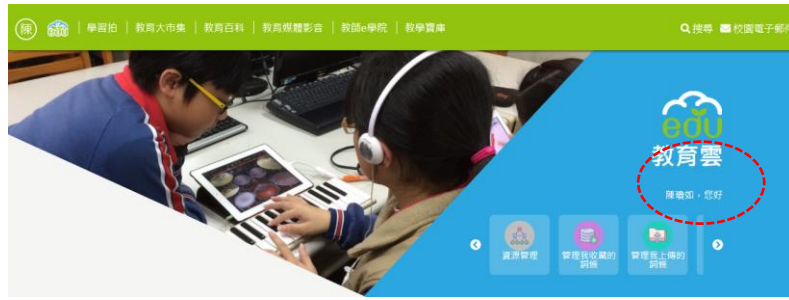 陳 edu 學習拍 教育大市集 教育百科 教育媒體影音 教師e學院 教學寶庫 搜尋 校園電子郵件
edu
教育雲
陳瓊如，您好
資源管理 管理我收藏的詞條 管理我上傳的詞條